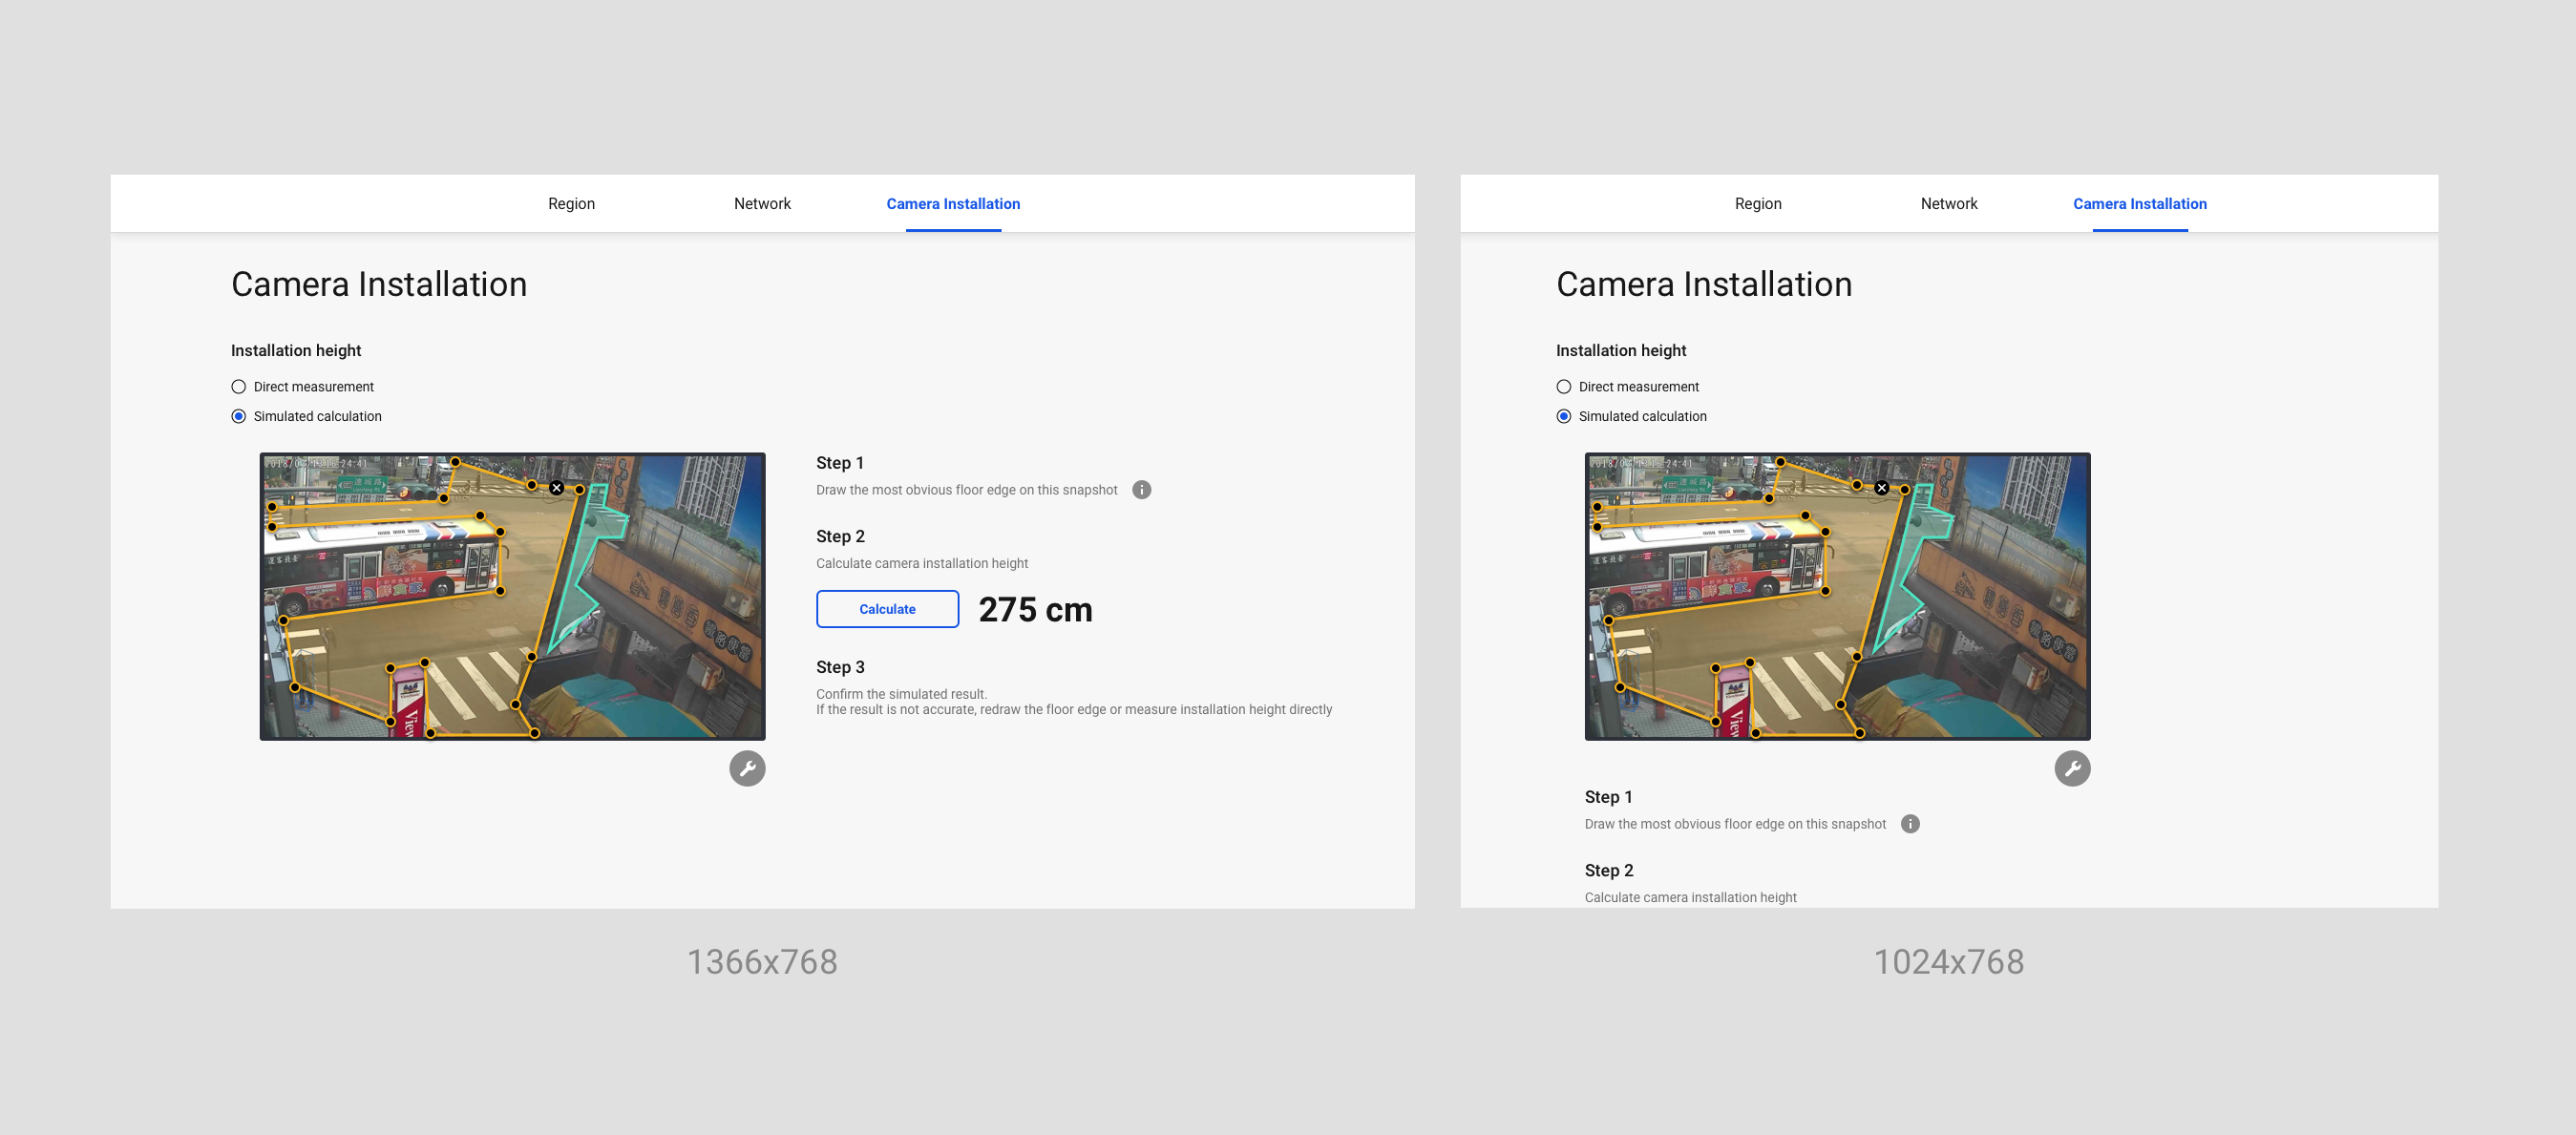 Region
Network
Camera Installation
Camera Installation
Installation height
Direct measurement
Simulated calculation
Step 1
Draw the most obvious floor edge on this snapshot
Step 2
Calculate camera installation height
Calculate
275 cm
Step 3
Confirm the simulated result.
If the result is not accurate, redraw the floor edge or measure installation height directly
1366x768
Region
Network
Camera Installation
Camera Installation
Installation height
Direct measurement
Simulated calculation
Step 1
Draw the most obvious floor edge on this snapshot
Step 2
Calculate camera installation height
1024x768